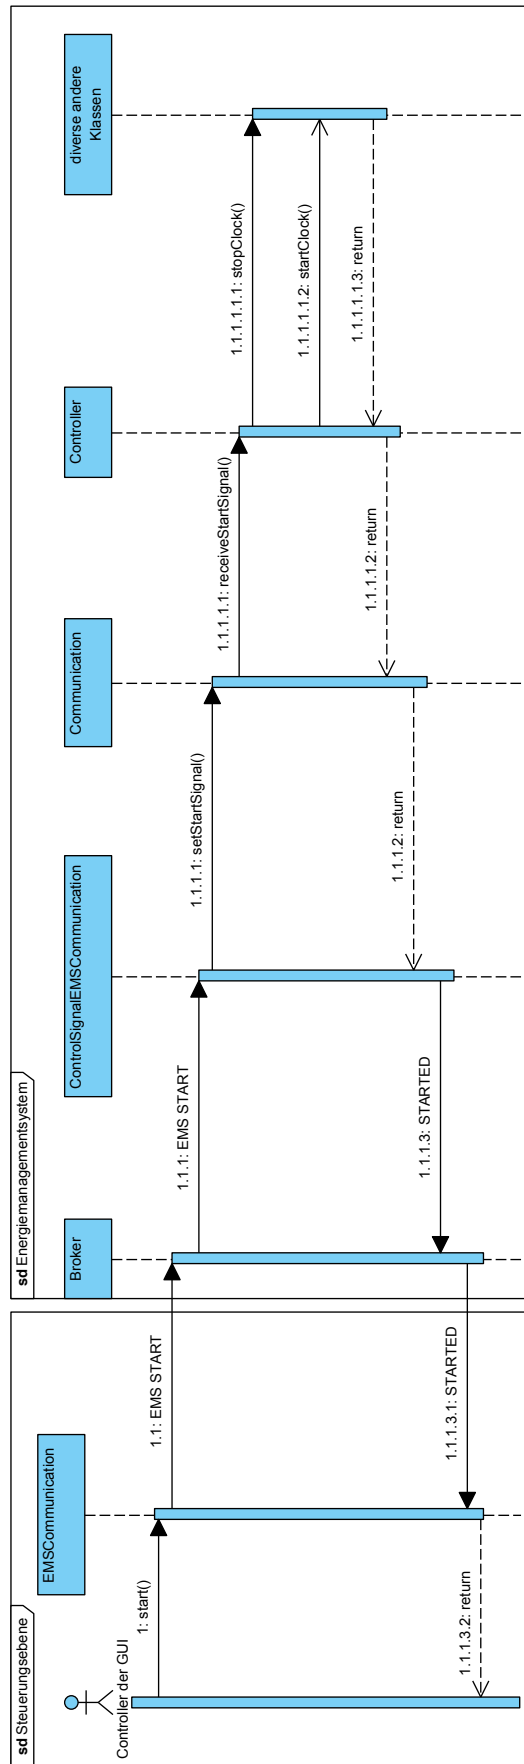 sd Steuerungsebene
Controller der GUI
EMSCommunication
sd Energiemanagementsystem
Broker
ControlSignalEMSCommunication
Communication
Controller
diverse andere
Klassen
1: start()
1.1: EMS START
1.1.1: EMS START
1.1.1.1: setStartSignal()
1.1.1.1.1: receiveStartSignal()
1.1.1.1.1.1: stopClock()
1.1.1.1.1.2: startClock()
1.1.1.1.1.3: return
1.1.1.1.2: return
1.1.1.2: return
1.1.1.3: STARTED
1.1.1.3.1: STARTED
1.1.1.3.2: return